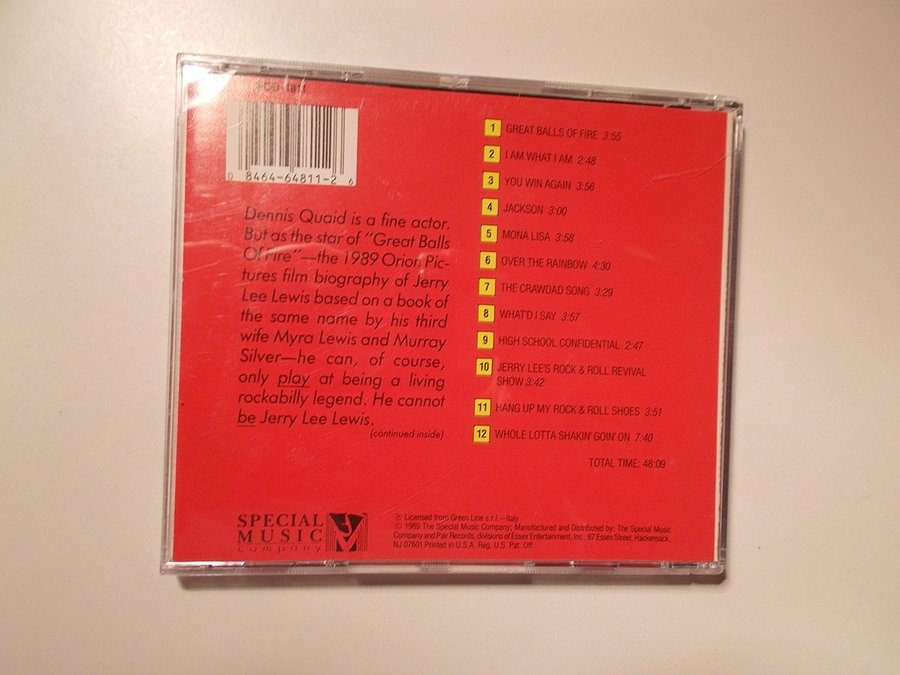 0 8464-64811-2 6
Dennis Quaid is a fine actor.
But as the star of "Great Balls
Of Fire"—the 1989 Orion Pic-
tures film biography of Jerry
Lee Lewis based on a book of
the same name by his third
wife Myra Lewis and Murray
Silver—he can, of course,
only play at being a living
rockabilly legend. He cannot
be Jerry Lee Lewis.
(continued inside)
1 GREAT BALLS OF FIRE 3:55
2 I AM WHAT I AM 2:48
3 YOU WIN AGAIN 3:56
4 JACKSON 3:00
5 MONA LISA 3:58
6 OVER THE RAINBOW 4:30
7 THE CRAWDAD SONG 3:29
8 WHAT'D I SAY 3:57
9 HIGH SCHOOL CONFIDENTIAL 2:47
10 JERRY LEE'S ROCK & ROLL REVIVAL
SHOW 3:42
11 HANG UP MY ROCK & ROLL SHOES 3:51
12 WHOLE LOTTA SHAKIN' GOIN' ON 7:40
TOTAL TIME: 48:09
SPECIAL
MUSIC
company
℗ Licensed from Green Line s.r.l. – Italy
© 1989 The Special Music Company; Manufactured and Distributed by: The Special Music
Company and Pair Records, divisions of Essex Entertainment, Inc., 87 Essex Street, Hackensack,
NJ 07601 Printed in U.S.A. Reg. U.S. Pat. Off.